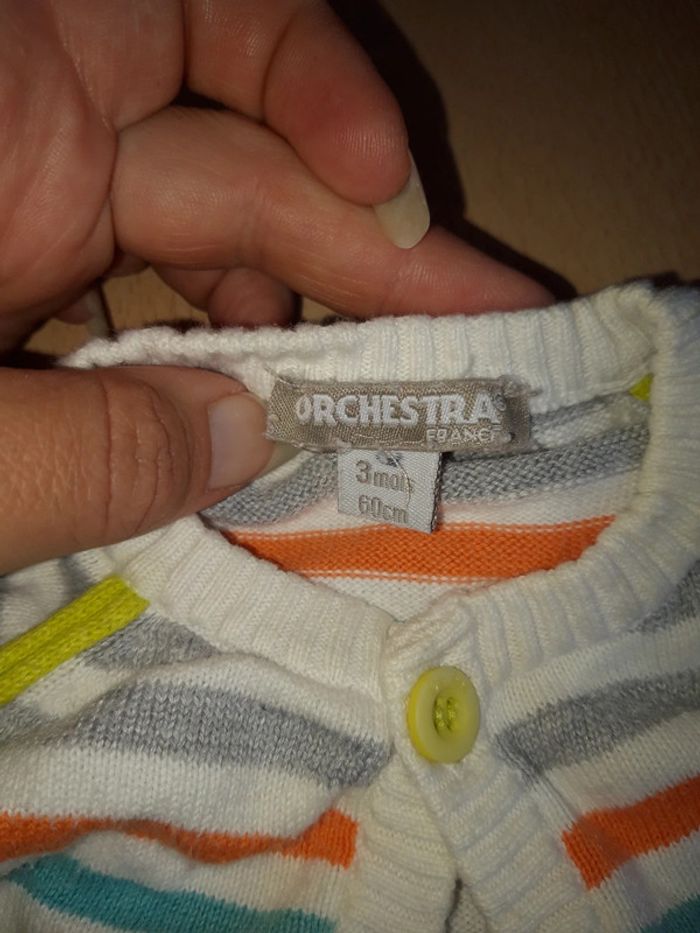 ORCHESTRA
FRANCE
3 mois
60cm